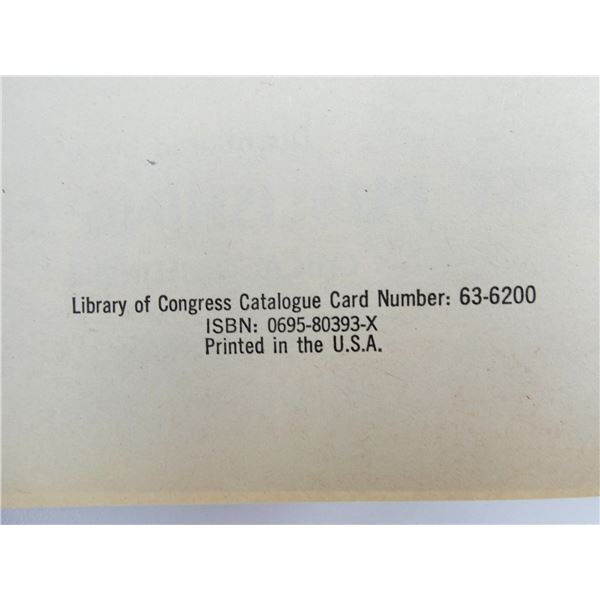 Library of Congress Catalogue Card Number: 63-6200
ISBN: 0695-80393-X
Printed in the U.S.A.